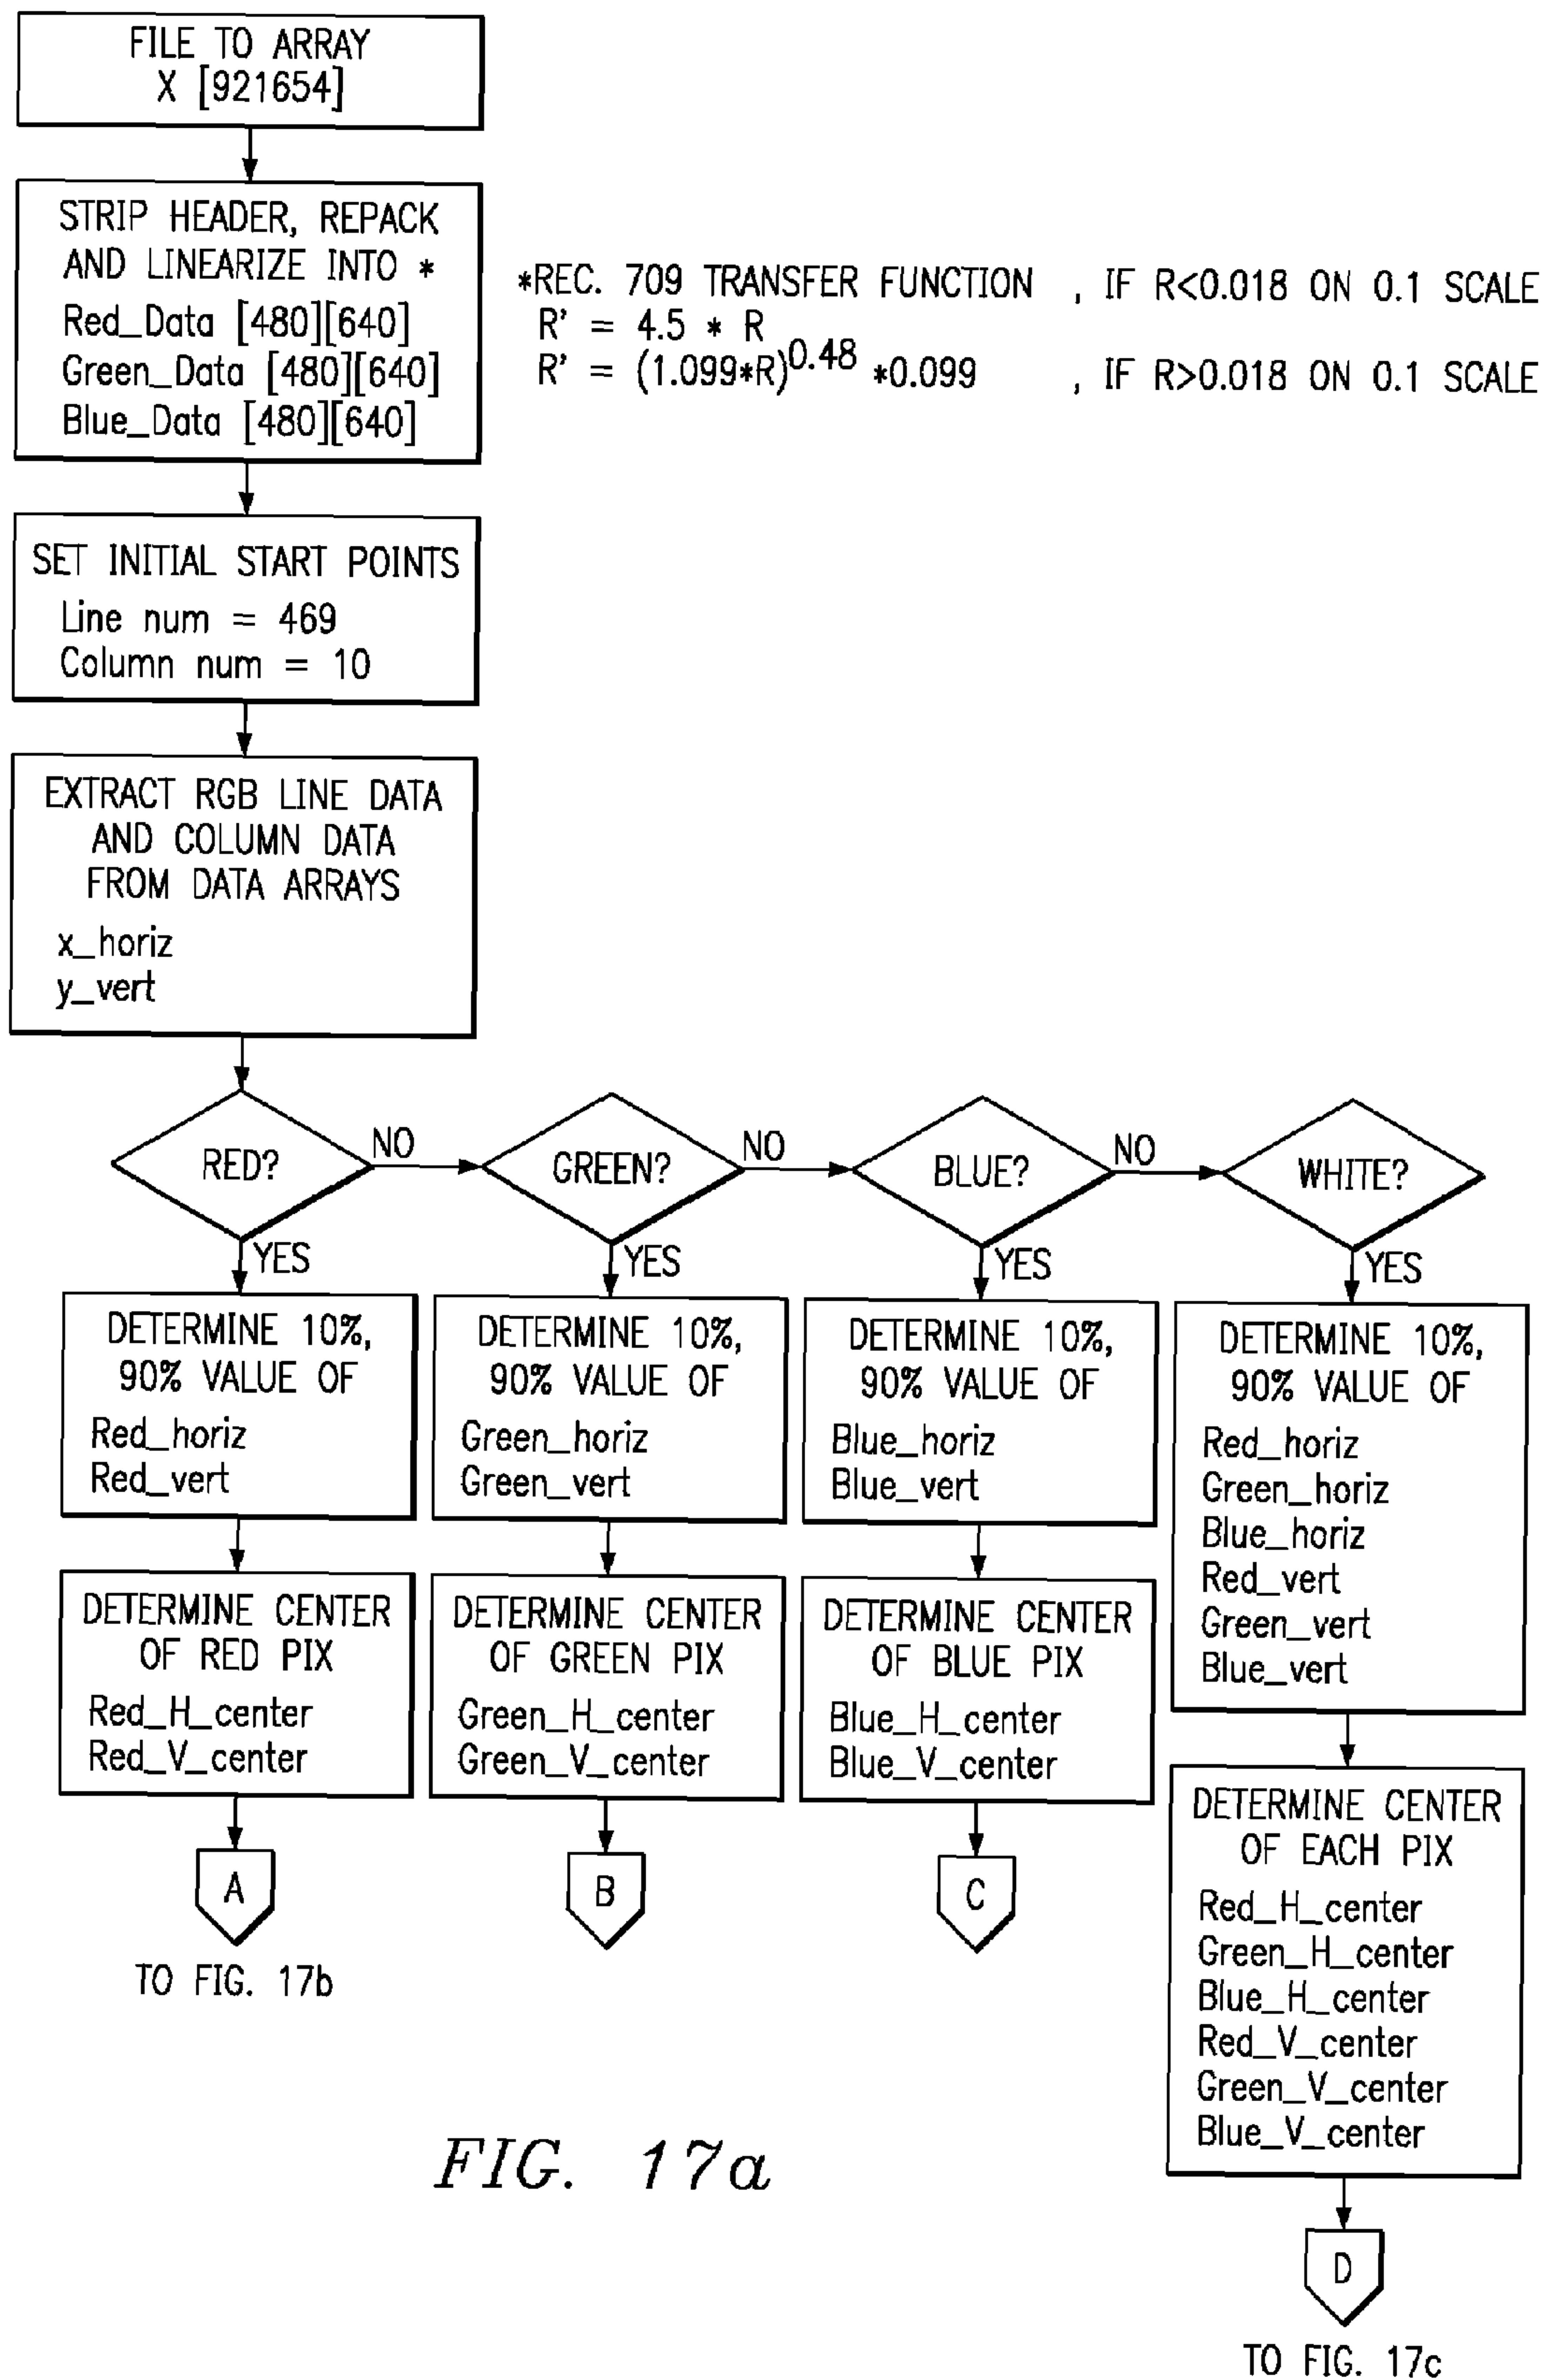 FILE TO ARRAY
X [921654]
STRIP HEADER, REPACK
AND LINEARIZE INTO *
Red_Data [480][640]
Green_Data [480][640]
Blue_Data [480][640]
*REC. 709 TRANSFER FUNCTION , IF R<0.018 ON 0.1 SCALE
R' = 4.5 * R
R' = (1.099*R)^0.48 *0.099 , IF R>0.018 ON 0.1 SCALE
SET INITIAL START POINTS
Line num = 469
Column num = 10
EXTRACT RGB LINE DATA
AND COLUMN DATA
FROM DATA ARRAYS
x_horiz
y_vert
RED?
NO
GREEN?
NO
BLUE?
NO
WHITE?
YES
YES
YES
YES
DETERMINE 10%,
90% VALUE OF
Red_horiz
Red_vert
DETERMINE 10%,
90% VALUE OF
Green_horiz
Green_vert
DETERMINE 10%,
90% VALUE OF
Blue_horiz
Blue_vert
DETERMINE 10%,
90% VALUE OF
Red_horiz
Green_horiz
Blue_horiz
Red_vert
Green_vert
Blue_vert
DETERMINE CENTER
OF RED PIX
Red_H_center
Red_V_center
DETERMINE CENTER
OF GREEN PIX
Green_H_center
Green_V_center
DETERMINE CENTER
OF BLUE PIX
Blue_H_center
Blue_V_center
DETERMINE CENTER
OF EACH PIX
Red_H_center
Green_H_center
Blue_H_center
Red_V_center
Green_V_center
Blue_V_center
A
B
C
TO FIG. 17b
D
TO FIG. 17c
FIG. 17a